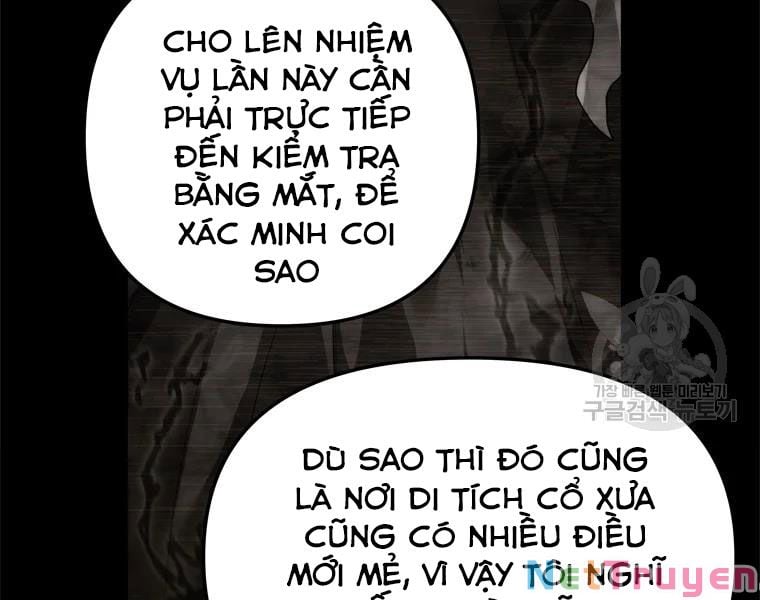 CHO LÊN NHIỆM
VỤ LẦN NÀY CẦN
PHẢI TRỰC TIẾP
ĐẾN KIỂM TRA
BẰNG MẮT, ĐỂ
XÁC MINH COI
SAO
가장 빠른 웹툰 미리보기
구글검색 뉴토끼
DÙ SAO THÌ ĐÓ CŨNG
LÀ NƠI DI TÍCH CỔ XƯA
CŨNG CÓ NHIỀU ĐIỀU
MỚI MẺ, VÌ VẬY TÔI NGHĨ
NetTruyen